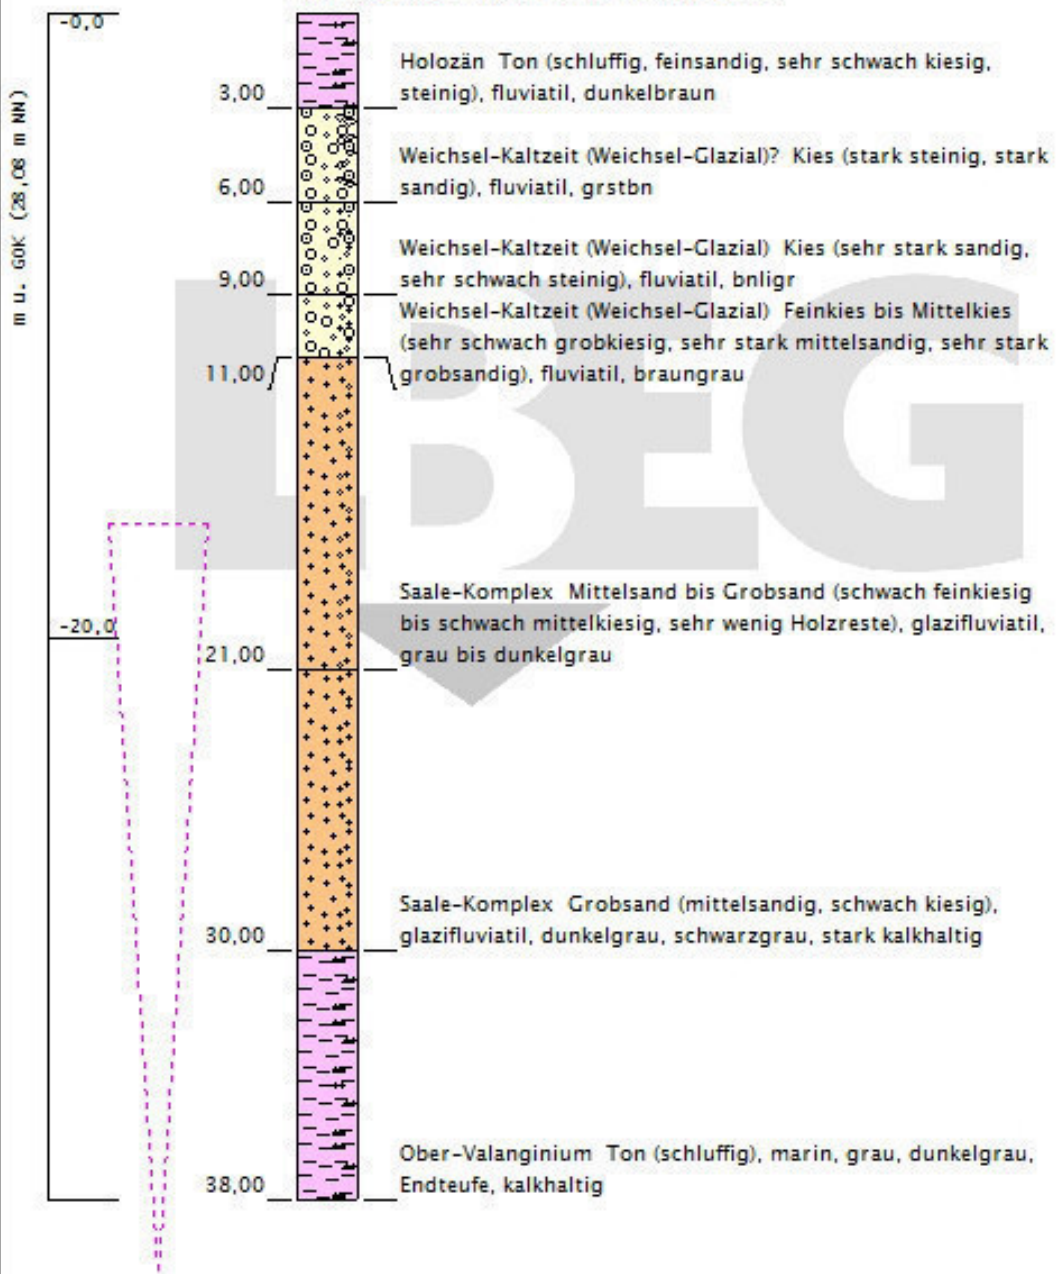 -0,0
m u. GOK (28,08 m NN)
Holozän Ton (schluffig, feinsandig, sehr schwach kiesig,
3,00
steinig), fluviatil, dunkelbraun
Weichsel-Kaltzeit (Weichsel-Glazial)? Kies (stark steinig, stark
6,00
sandig), fluviatil, grstbn
Weichsel-Kaltzeit (Weichsel-Glazial) Kies (sehr stark sandig,
9,00
sehr schwach steinig), fluviatil, bnligr
Weichsel-Kaltzeit (Weichsel-Glazial) Feinkies bis Mittelkies
(sehr schwach grobkiesig, sehr stark mittelsandig, sehr stark
11,00
grobsandig), fluviatil, braungrau
LBEG
Saale-Komplex Mittelsand bis Grobsand (schwach feinkiesig
-20,0
bis schwach mittelkiesig, sehr wenig Holzreste), glazifluviatil,
21,00
grau bis dunkelgrau
Saale-Komplex Grobsand (mittelsandig, schwach kiesig),
30,00
glazifluviatil, dunkelgrau, schwarzgrau, stark kalkhaltig
Ober-Valanginium Ton (schluffig), marin, grau, dunkelgrau,
38,00
Endteufe, kalkhaltig